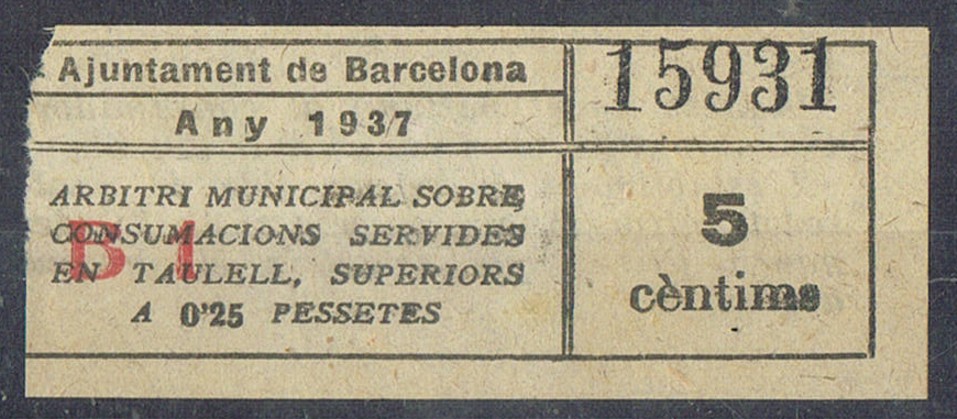 Ajuntament de Barcelona
Any 1937
15931
ARBITRI MUNICIPAL SOBRE
CONSUMACIONS SERVIDES
EN TAULELL, SUPERIORS
A 0'25 PESSETES
B 1
5
cèntims